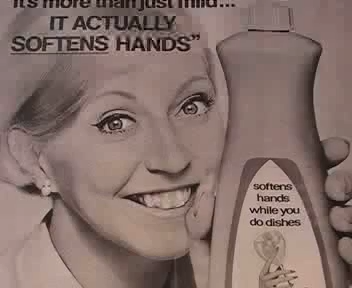 it's more than just mild...
IT ACTUALLY
SOFTENS HANDS”
softens
hands
while you
do dishes